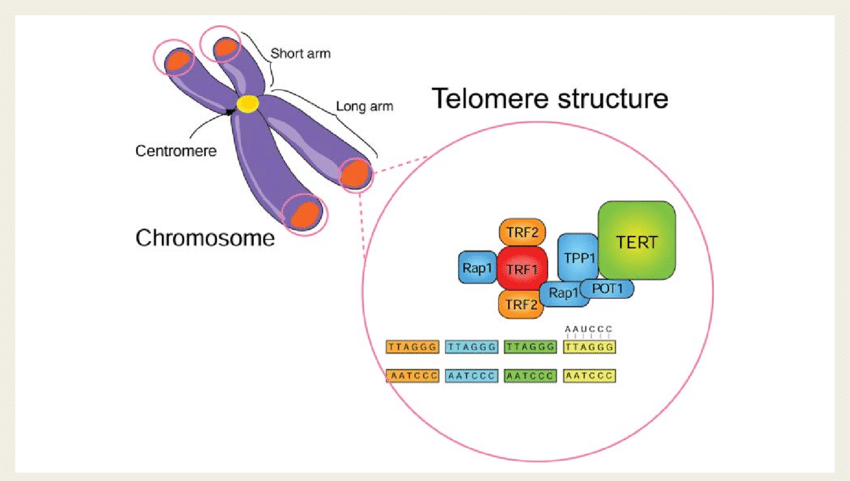 Short arm
Long arm
Centromere
Chromosome
Telomere structure
TRF2
TERT
TPP1
Rap1
TRF1
POT1
Rap1
TRF2
AAUCCC
TTAGGG TTAGGG TTAGGG TTAGGG
AATCCC AATCCC AATCCC AATCCC